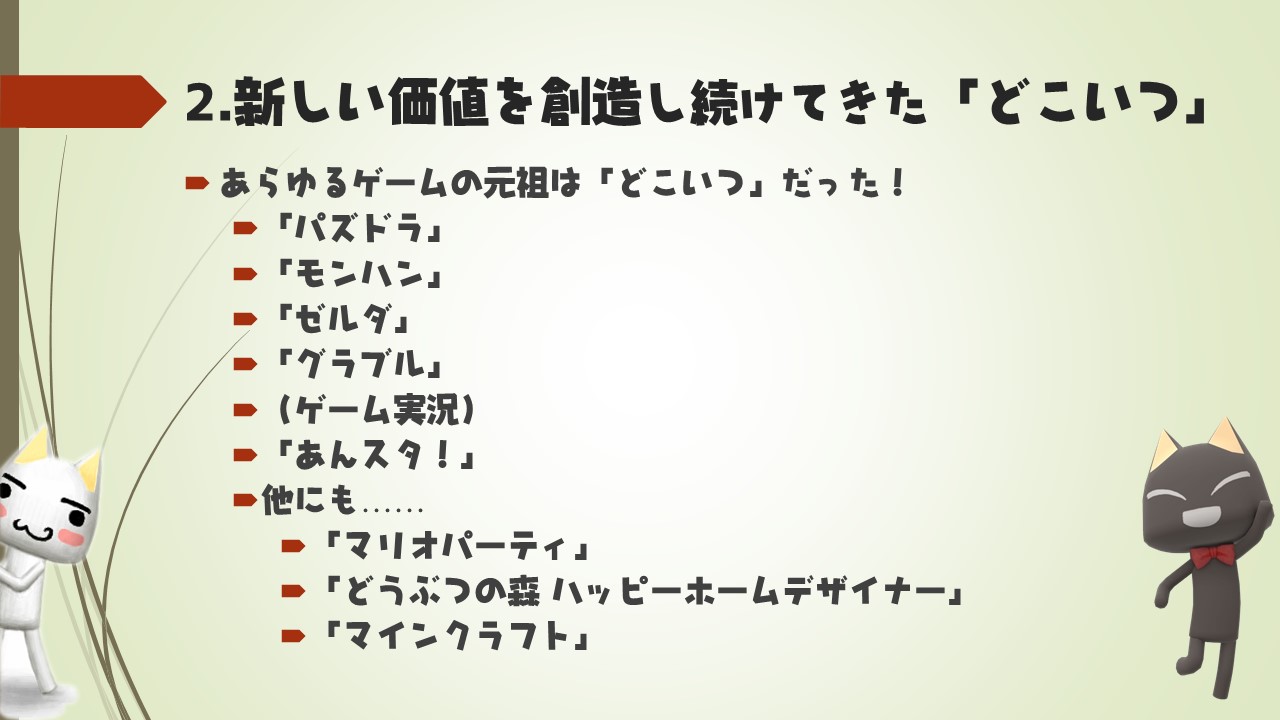 2.新しい価値を創造し続けてきた「どこいつ」
あらゆるゲームの元祖は「どこいつ」だった！
「パズドラ」
「モンハン」
「ゼルダ」
「グラブル」
（ゲーム実況）
「あんスタ！」
他にも……
「マリオパーティ」
「どうぶつの森 ハッピーホームデザイナー」
「マインクラフト」